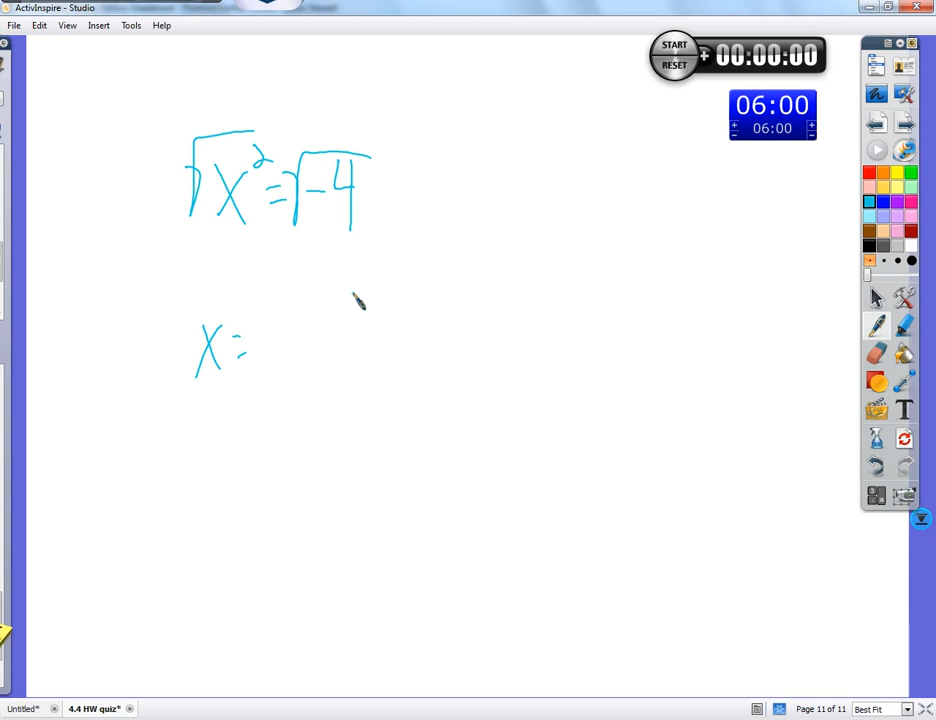 ActivInspire - Studio
File Edit View Insert Tools Help
START
RESET
00:00:00
06:00
06:00
√x² = √-4
x =
T
Untitled* 4.4 HW quiz* Page 11 of 11 Best Fit